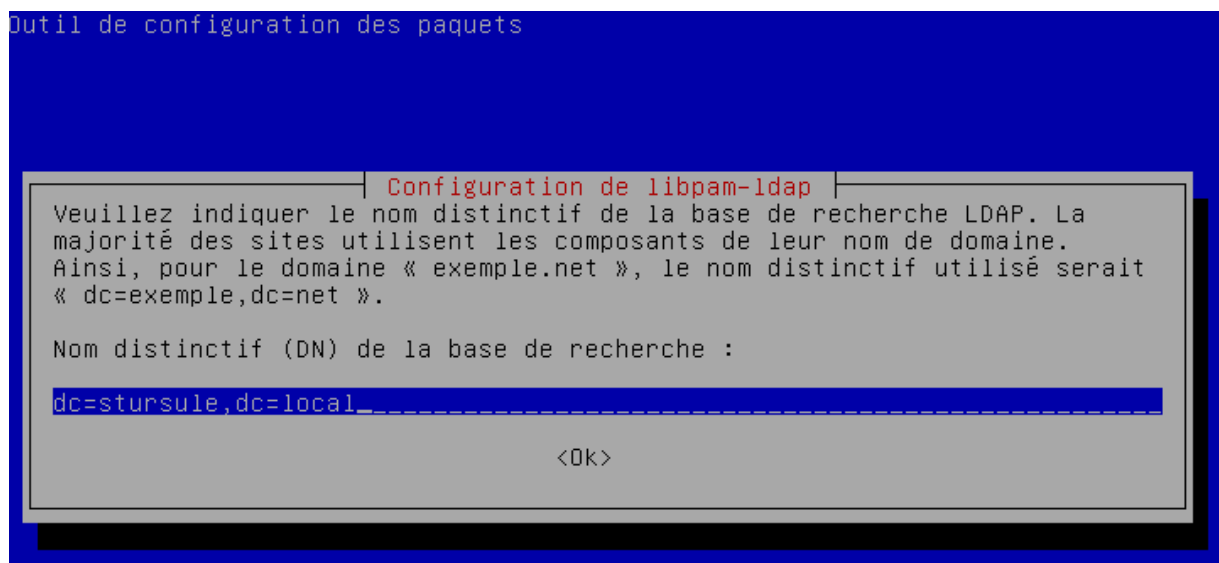 Outil de configuration des paquets
Configuration de libpam-ldap
Veuillez indiquer le nom distinctif de la base de recherche LDAP. La
majorité des sites utilisent les composants de leur nom de domaine.
Ainsi, pour le domaine « exemple.net », le nom distinctif utilisé serait
« dc=exemple,dc=net ».
Nom distinctif (DN) de la base de recherche :
dc=stursule,dc=local
<Ok>